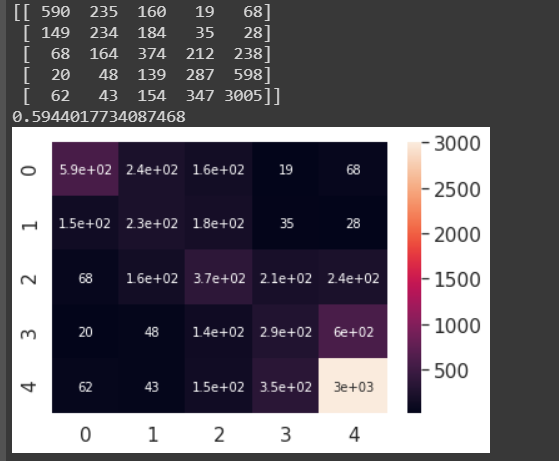 [[ 590 235 160 19 68]
[ 149 234 184 35 28]
[ 68 164 374 212 238]
[ 20 48 139 287 598]
[ 62 43 154 347 3005]]
0.5944017734087468
3000
0 5.9e+02 2.4e+02 1.6e+02 19 68
2500
1 1.5e+02 2.3e+02 1.8e+02 35 28
2000
2 68 1.6e+02 3.7e+02 2.1e+02 2.4e+02
1500
3 20 48 1.4e+02 2.9e+02 6e+02
1000
500
4 62 43 1.5e+02 3.5e+02 3e+03
0 1 2 3 4